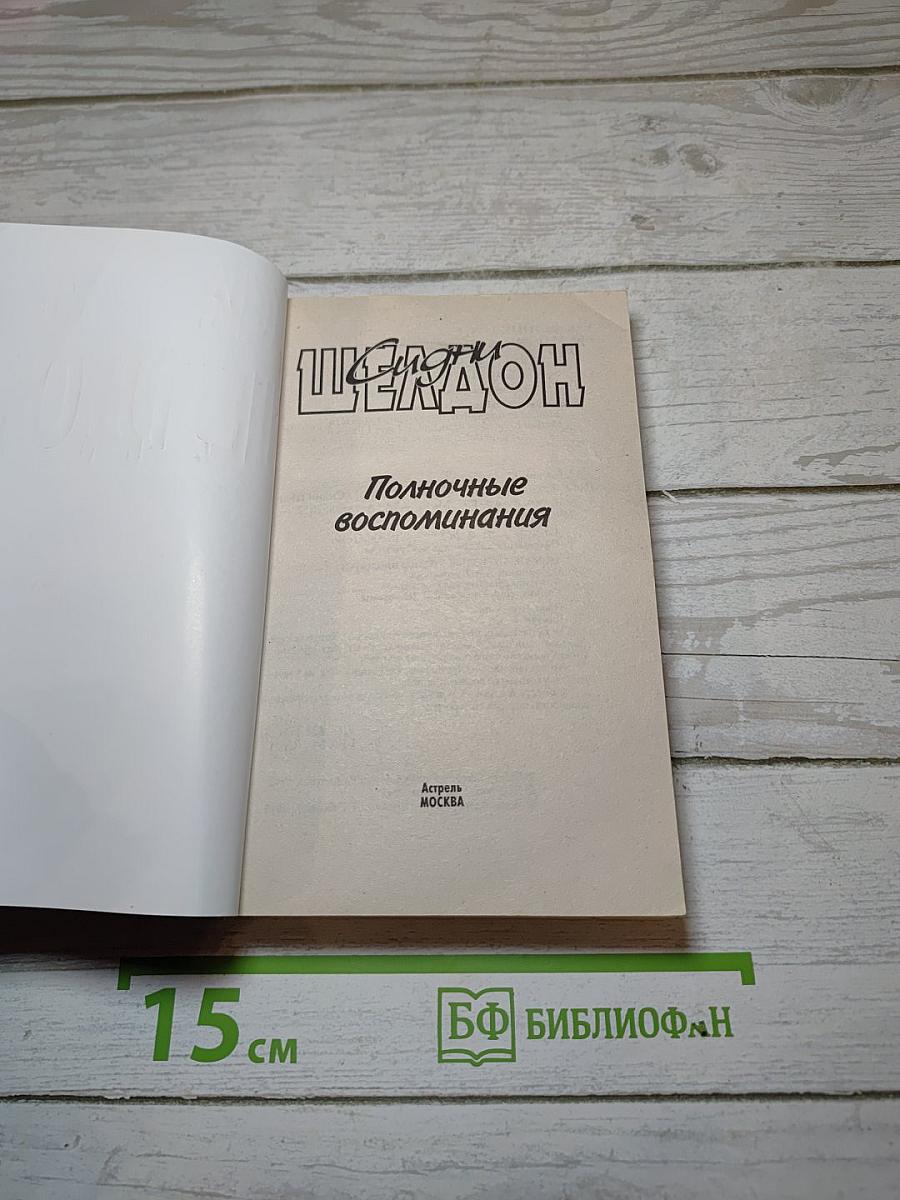 Сидни
ШЕЛДОН
Полночные
воспоминания
Астрель
МОСКВА
15 см
БФ БИБЛИОФАН